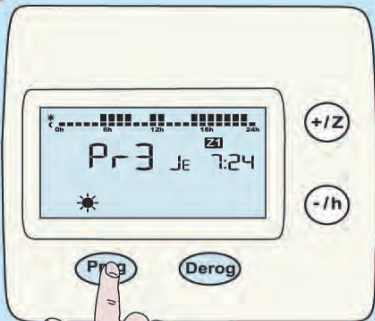 0h 6h 12h 18h 24h
Z1
Pr3 JE 7:24
+/Z
-/h
Prog Derog